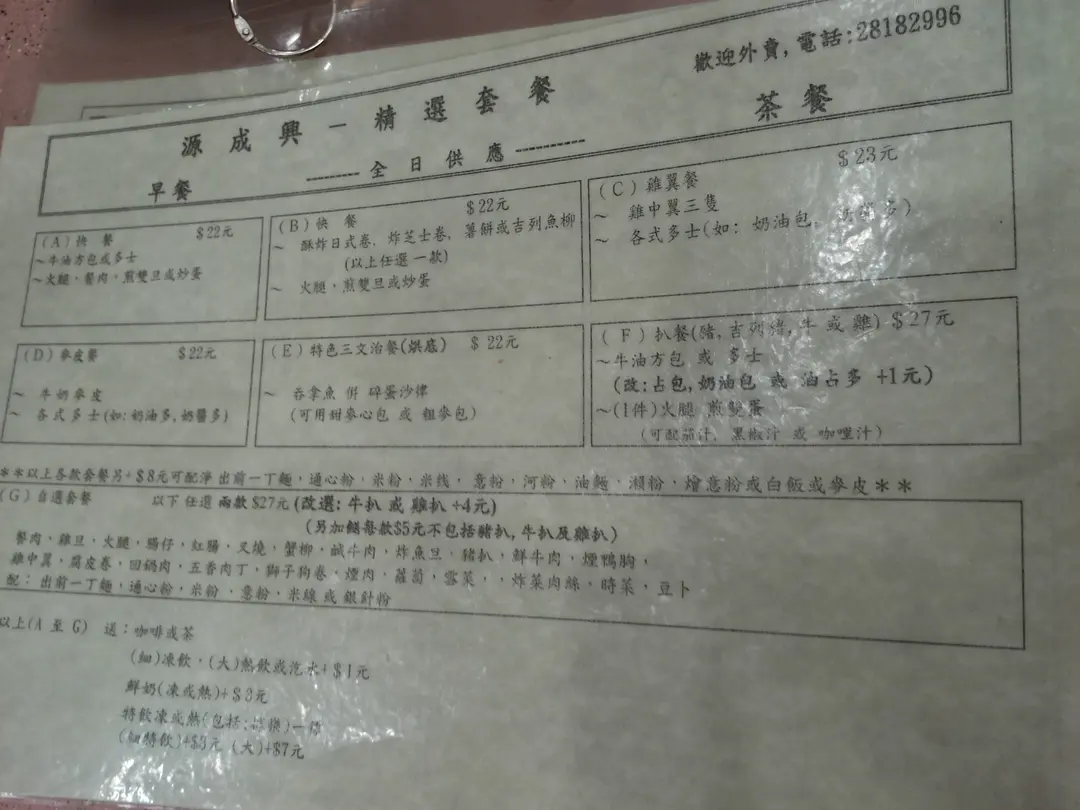 歡迎外賣，電話:28182996
源成興－精選套餐
早餐 -------- 全日供應 ---------- 茶餐
(A) 快 餐 $22元
~牛油方包或多士
~火腿，餐肉，煎雙旦或炒蛋
(B) 快 餐 $22元
~ 酥炸日式卷，炸芝士卷，薯餅或吉列魚柳
(以上任選一款)
~ 火腿，煎雙旦或炒蛋
(C) 雞翼餐 $23元
~ 雞中翼三隻
~ 各式多士(如: 奶油包, 多)
(D) 麥皮餐 $22元
~ 牛奶麥皮
~ 各式多士(如: 奶油多, 奶醬多)
(E) 特色三文治餐(烘底) $22元
~ 吞拿魚 併 碎蛋沙律
(可用甜麥心包 或 粗麥包)
(F) 扒餐(豬, 吉列豬, 牛 或 雞) $27元
~牛油方包 或 多士
(改:占包, 奶油包 或 油占多 +1元)
~(1件)火腿 煎雙蛋
(可配茄汁, 黑椒汁 或 咖哩汁)
**以上各款套餐另+$8元可配淨 出前一丁麵，通心粉，米粉，米线，意粉，河粉，油麵，瀨粉，燴意粉或白飯或麥皮**
(G) 自選套餐 以下 任選 兩款 $27元 (改選: 牛扒 或 雞扒 +4元)
(另加餸每款$5元不包括豬扒, 牛扒及雞扒)
餐肉，雞旦，火腿，腸仔，紅腸，叉燒，蟹柳，鹹牛肉，炸魚旦，豬扒，鮮牛肉，煙鴨胸，
雞中翼，腐皮卷，回鍋肉，五香肉丁，獅子狗卷，煙肉，蘿蔔，雪菜，，炸菜肉絲，時菜，豆卜
配: 出前一丁麵，通心粉，米粉，意粉，米線 或 銀針粉
以上(A 至 G) 送：咖啡或茶
(細)凍飲，(大)熱飲或汽水+$1元
鮮奶(凍或熱)+$3元
特飲凍或熱(包括:
(細特飲)+$3元 (大)+$7元